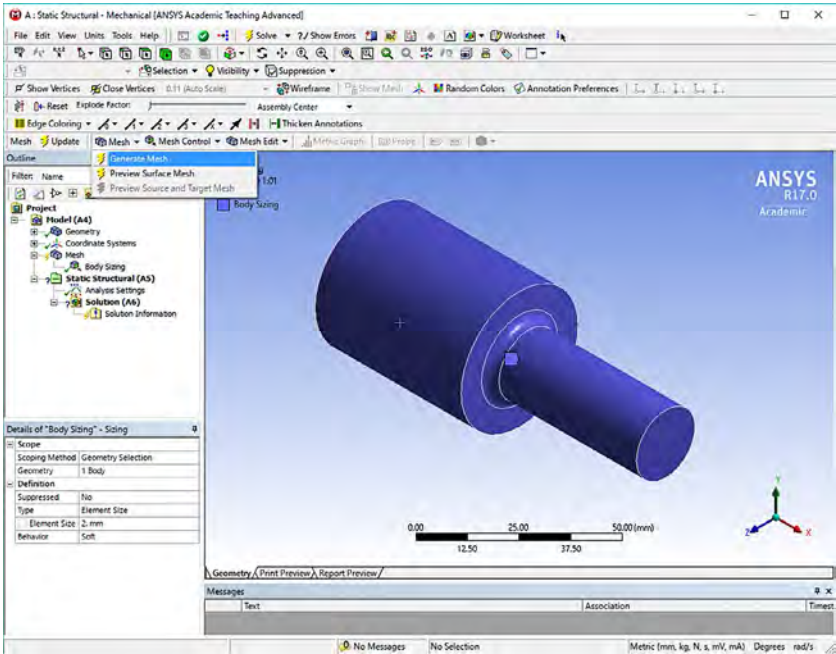 A : Static Structural - Mechanical [ANSYS Academic Teaching Advanced]
File Edit View Units Tools Help Solve ?/Show Errors Worksheet
Selection Visibility Suppression
Show Vertices Close Vertices 0.11 (Auto Scale) Wireframe Show Mesh Random Colors Annotation Preferences
Reset Explode Factor: Assembly Center
Edge Coloring Thicken Annotations
Mesh Update Mesh Mesh Control Mesh Edit Metric Graph Probe
Outline
Generate Mesh
Preview Surface Mesh
Preview Source and Target Mesh
Filter: Name
Project
Model (A4)
Geometry
Coordinate Systems
Mesh
Body Sizing
Static Structural (A5)
Analysis Settings
Solution (A6)
Solution Information
1:01
Body Sizing
ANSYS
R17.0
Academic
Details of "Body Sizing" - Sizing
Scope
Scoping Method Geometry Selection
Geometry 1 Body
Definition
Suppressed No
Type Element Size
Element Size 2. mm
Behavior Soft
0.00 25.00 50.00 (mm)
12.50 37.50
Y
Z X
Geometry Print Preview Report Preview
Messages
Text Association Timest
No Messages No Selection Metric (mm, kg, N, s, mV, mA) Degrees rad/s